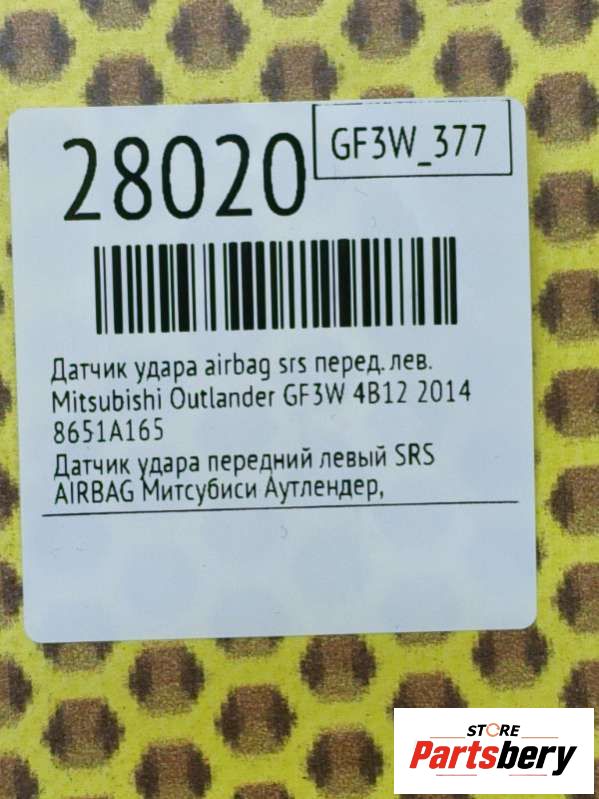 28020
GF3W_377
Датчик удара airbag srs перед. лев.
Mitsubishi Outlander GF3W 4B12 2014
8651A165
Датчик удара передний левый SRS
AIRBAG Митсубиси Аутлендер,
STORE
Partsbery